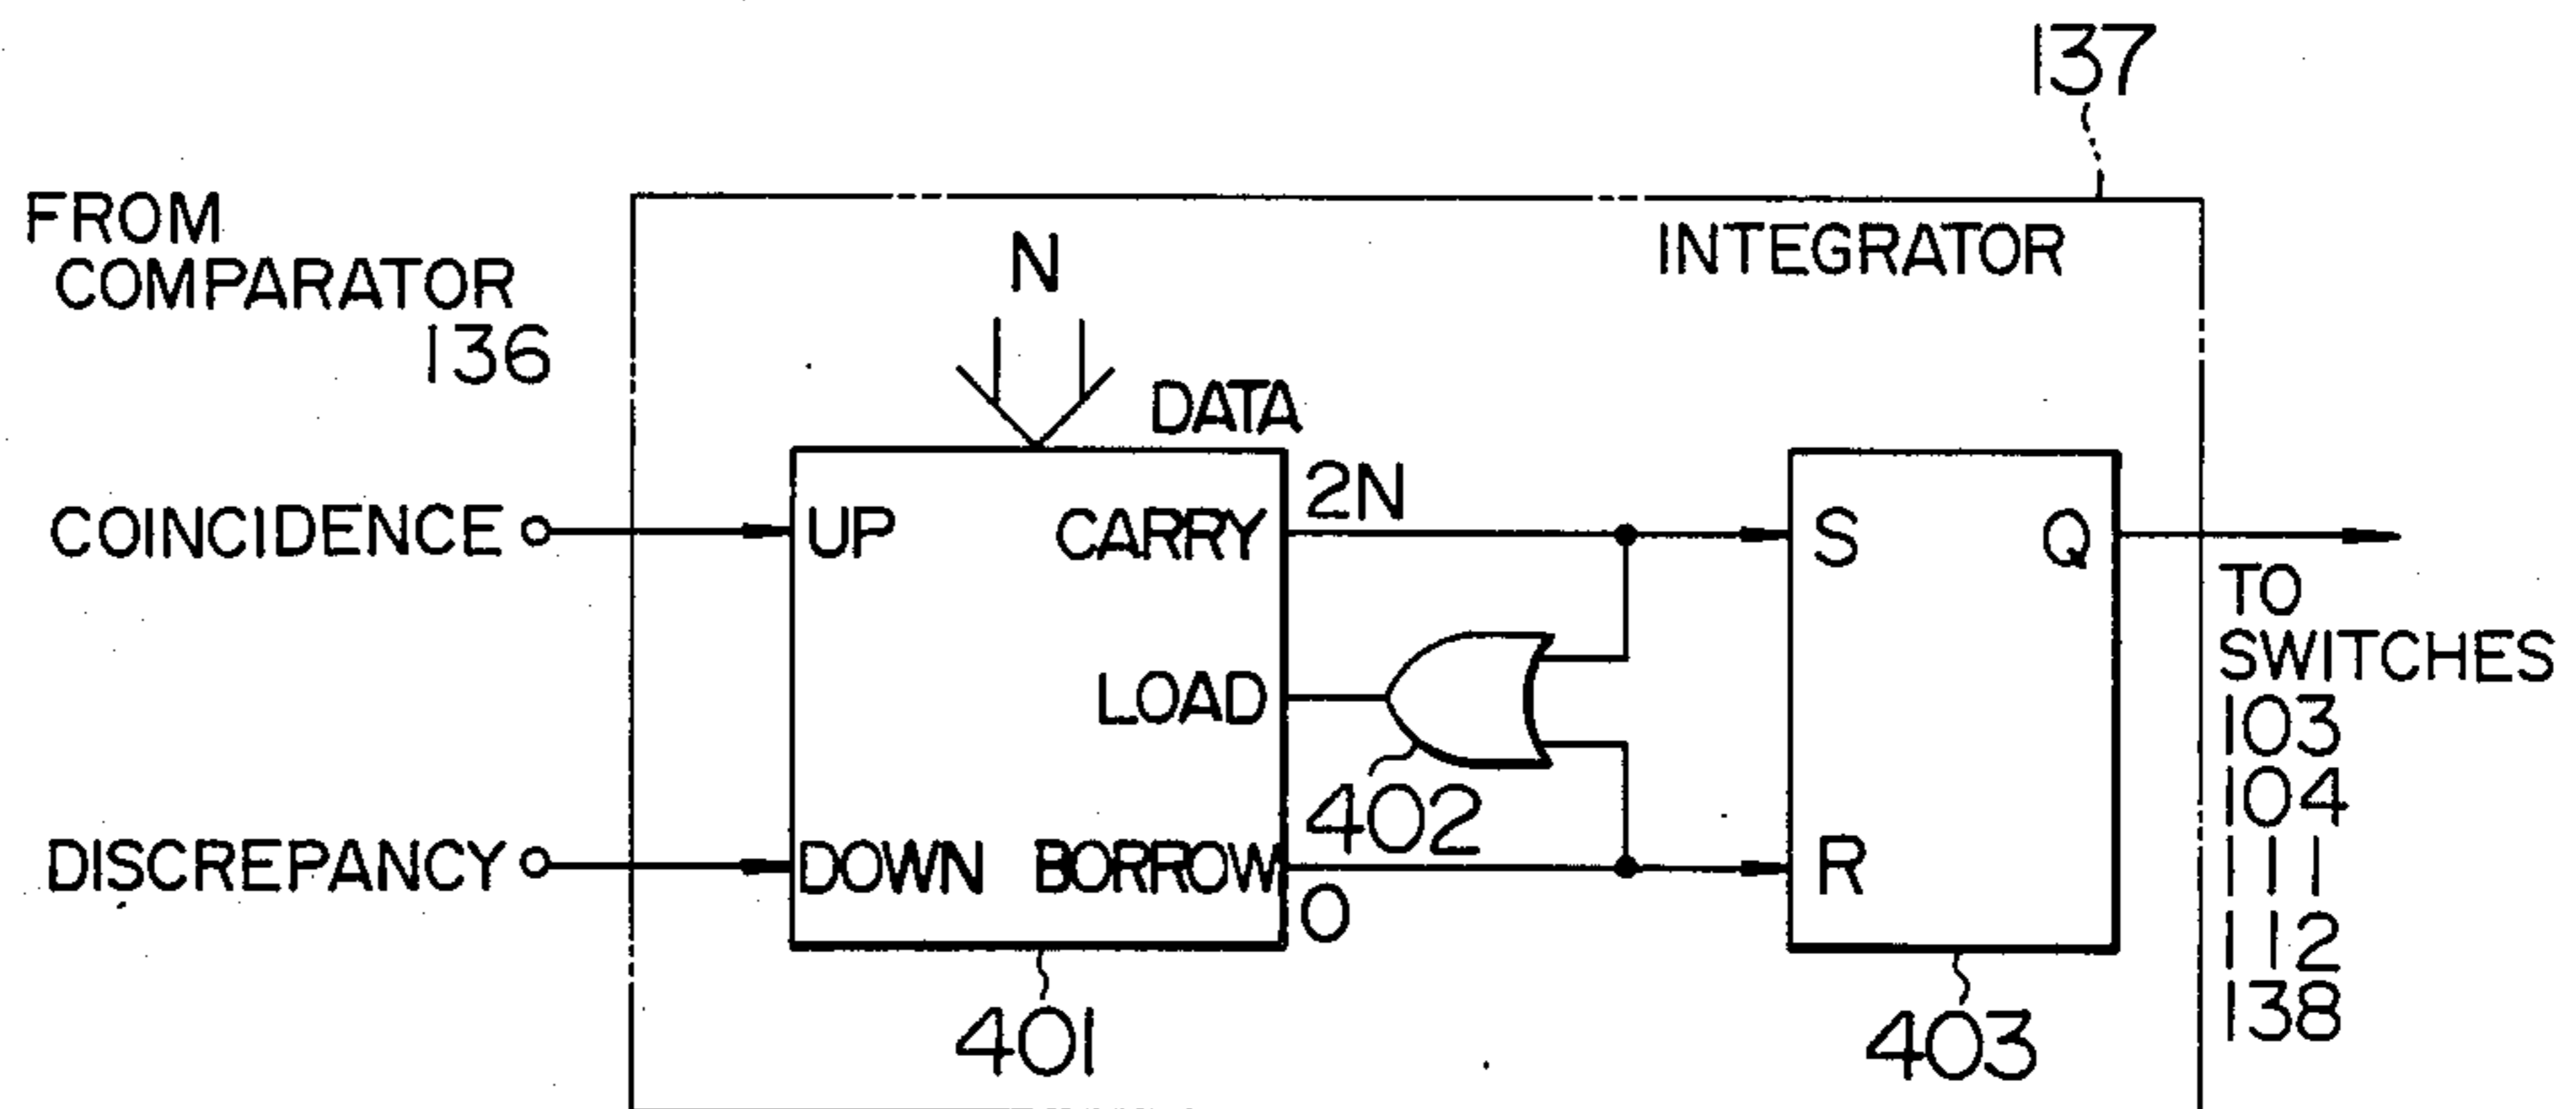 137
FROM
COMPARATOR
136
INTEGRATOR
N
DATA
COINCIDENCE
UP
CARRY
2N
S
Q
LOAD
402
DISCREPANCY
DOWN
BORROW
0
R
TO
SWITCHES
103
104
111
112
138
401
403